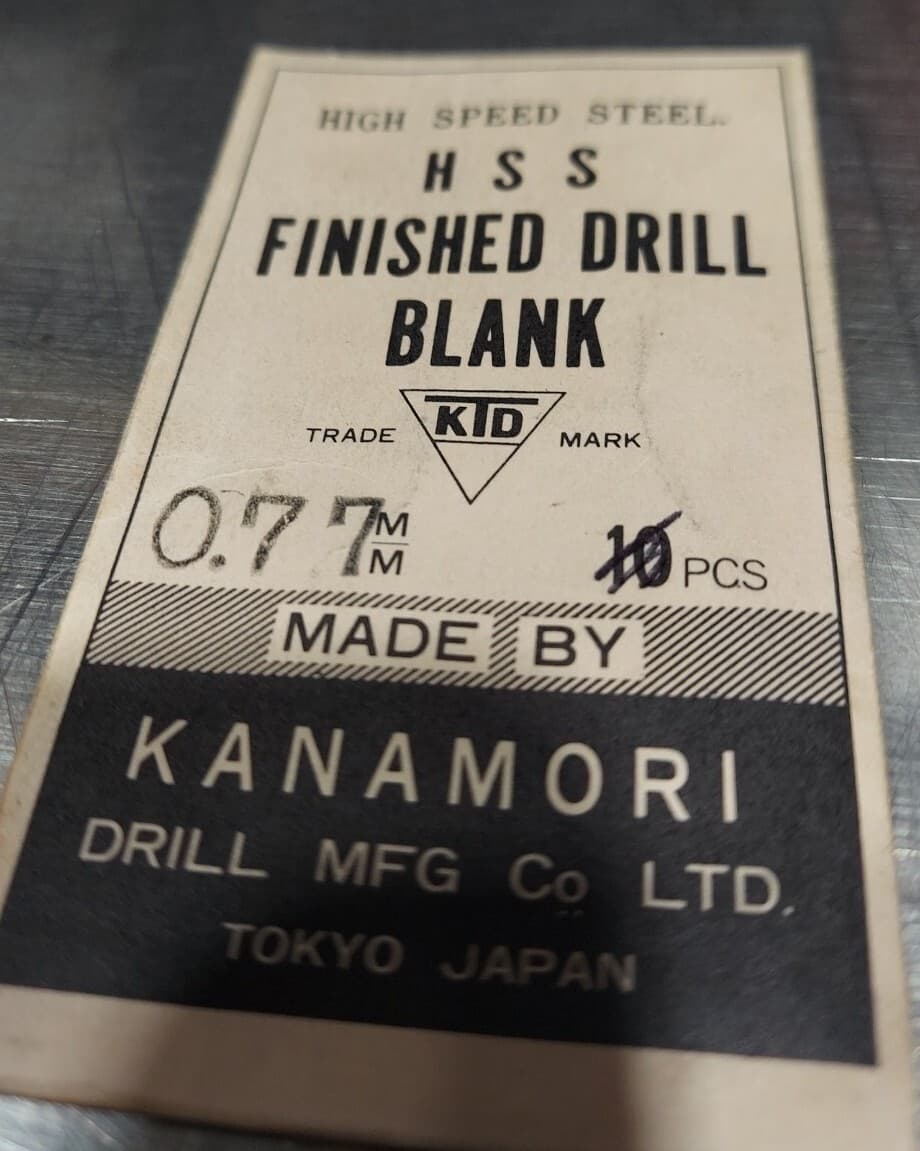 HIGH SPEED STEEL.
H S S
FINISHED DRILL
BLANK
TRADE KTD MARK
0.77 M/M 10 PCS
MADE BY
KANAMORI
DRILL MFG Co LTD.
TOKYO JAPAN